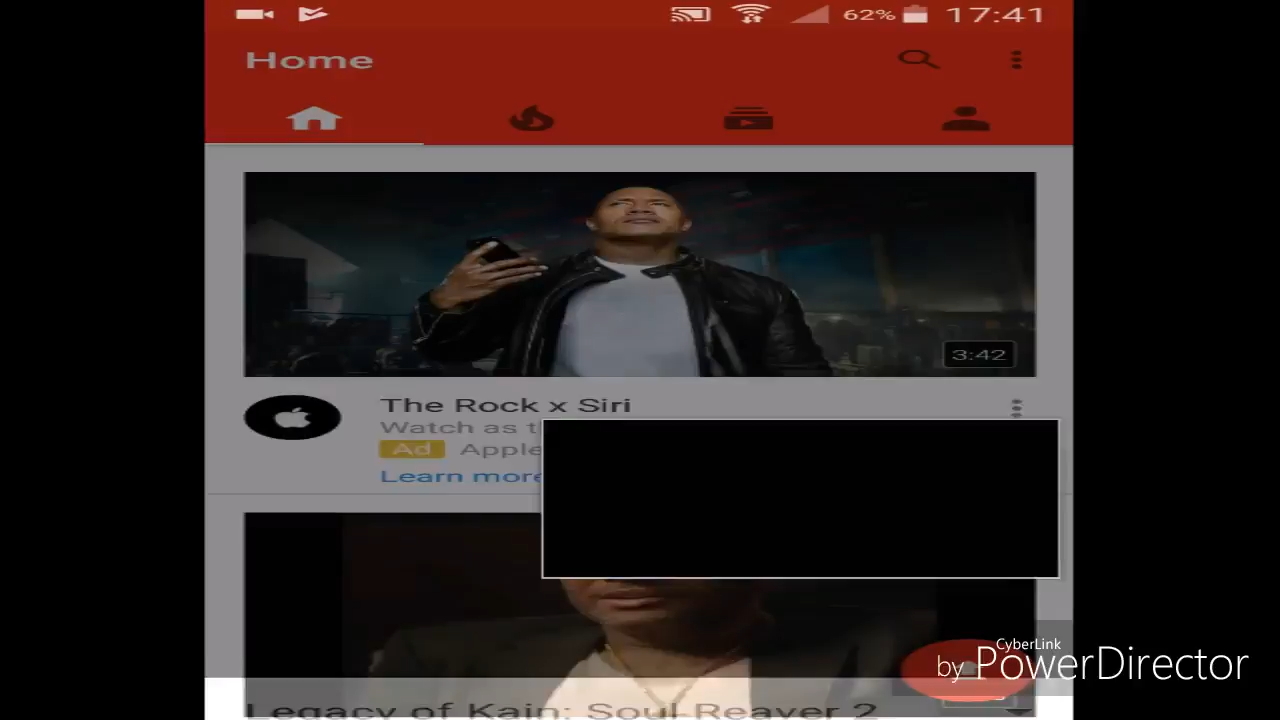 62% 17:41
Home
3:42
The Rock x Siri
Watch as t
Ad Apple
Learn more
CyberLink
by PowerDirector
Legacy of Kain: Soul Reaver 2